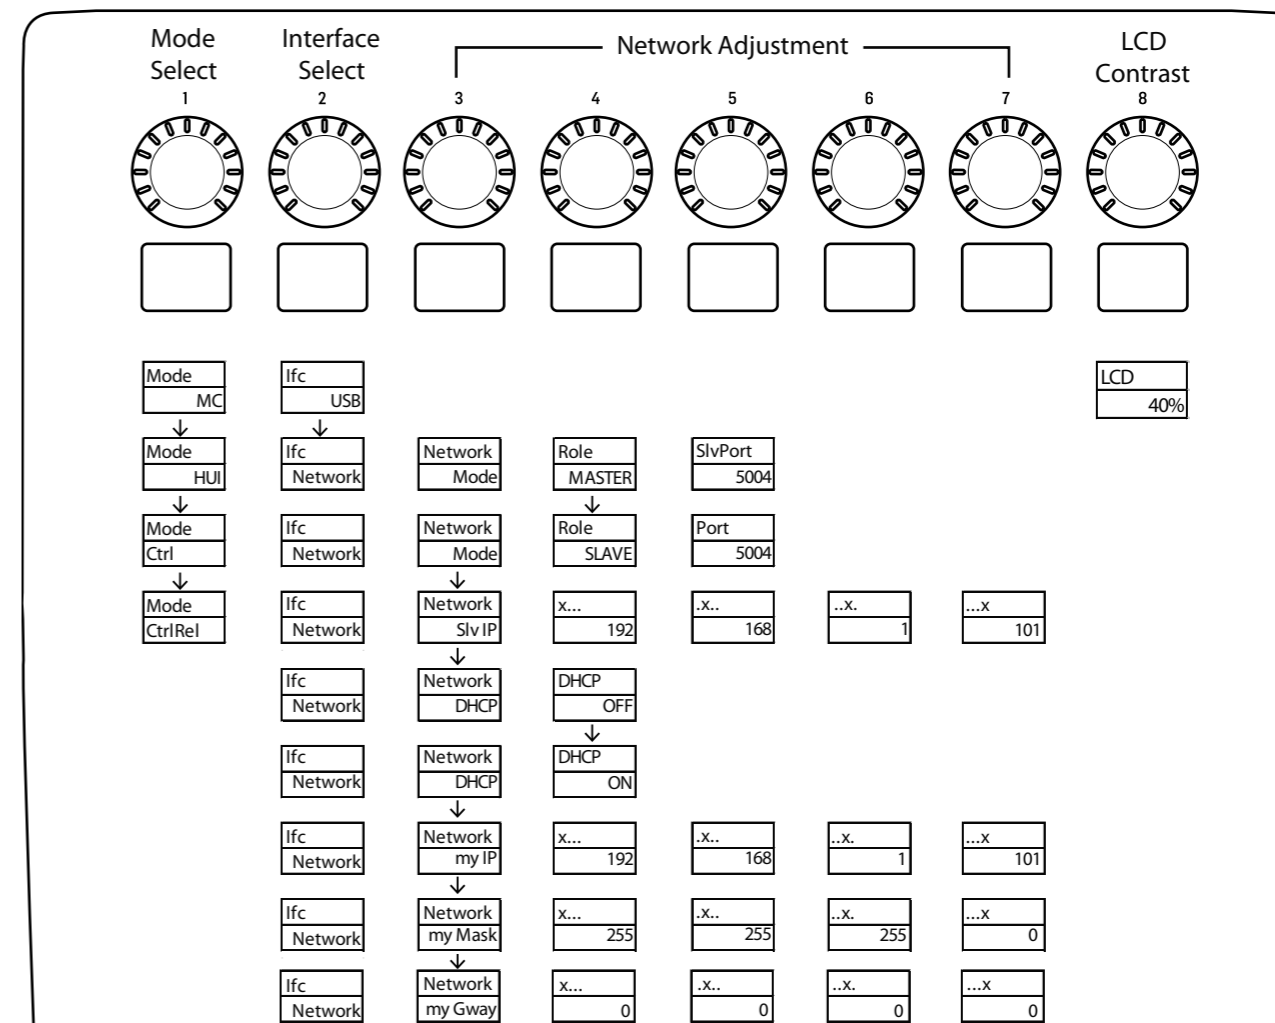 Mode Select
Interface Select
Network Adjustment
LCD Contrast
1 2 3 4 5 6 7 8
Mode Ifc LCD
MC USB 40%
Mode Ifc Network Role SlvPort
HUI Network Mode MASTER 5004
Mode Ifc Network Role Port
Ctrl Network Mode SLAVE 5004
Mode Ifc Network x... .x.. ..x. ...x
CtrlRel Network Slv IP 192 168 1 101
Ifc Network DHCP
Network DHCP OFF
Ifc Network DHCP
Network DHCP ON
Ifc Network x... .x.. ..x. ...x
Network my IP 192 168 1 101
Ifc Network x... .x.. ..x. ...x
Network my Mask 255 255 255 0
Ifc Network x... .x.. ..x. ...x
Network my Gway 0 0 0 0